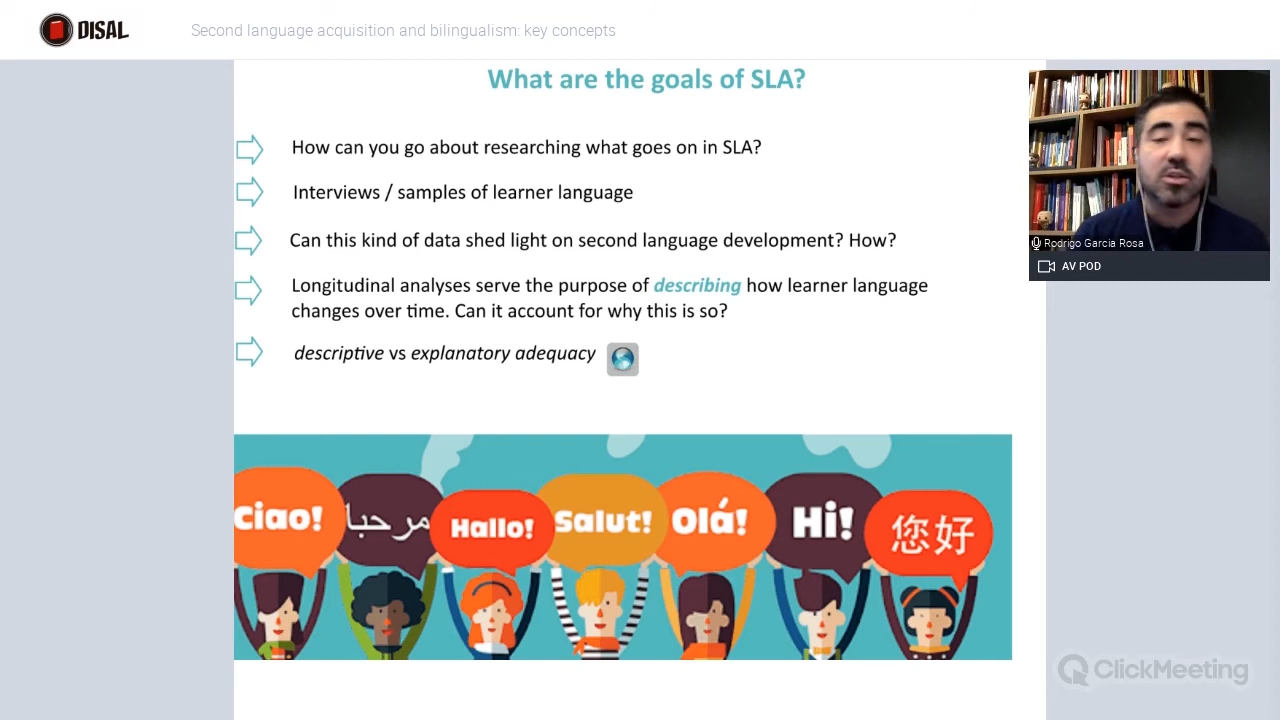 DISAL
Second language acquisition and bilingualism: key concepts
What are the goals of SLA?
How can you go about researching what goes on in SLA?
Interviews / samples of learner language
Can this kind of data shed light on second language development? How?
Longitudinal analyses serve the purpose of describing how learner language
changes over time. Can it account for why this is so?
descriptive vs explanatory adequacy
Rodrigo Garcia Rosa
AV POD
Ciao!
مرحبا
Hallo!
Salut!
Olá!
Hi!
您好
ClickMeeting